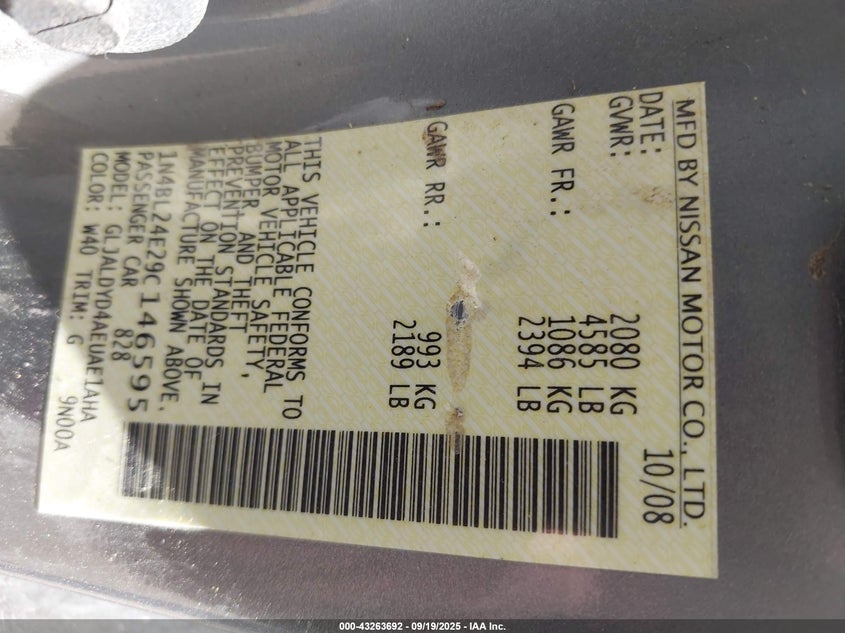 MFD BY NISSAN MOTOR CO., LTD.
DATE: 10/08
GVWR: 2080 KG
4585 LB
GAWR FR.: 1086 KG
2394 LB
GAWR RR.: 993 KG
2189 LB
THIS VEHICLE CONFORMS TO
ALL APPLICABLE FEDERAL
MOTOR VEHICLE SAFETY,
BUMPER AND THEFT
PREVENTION STANDARDS IN
EFFECT ON THE DATE OF
MANUFACTURE SHOWN ABOVE.
1N4BL24E29C146595
PASSENGER CAR 828
MODEL: GLJALDYD4AEUAE1AHA
COLOR: W40 TRIM: G 9N00A
000-43263692 - 09/19/2025 - IAA Inc.